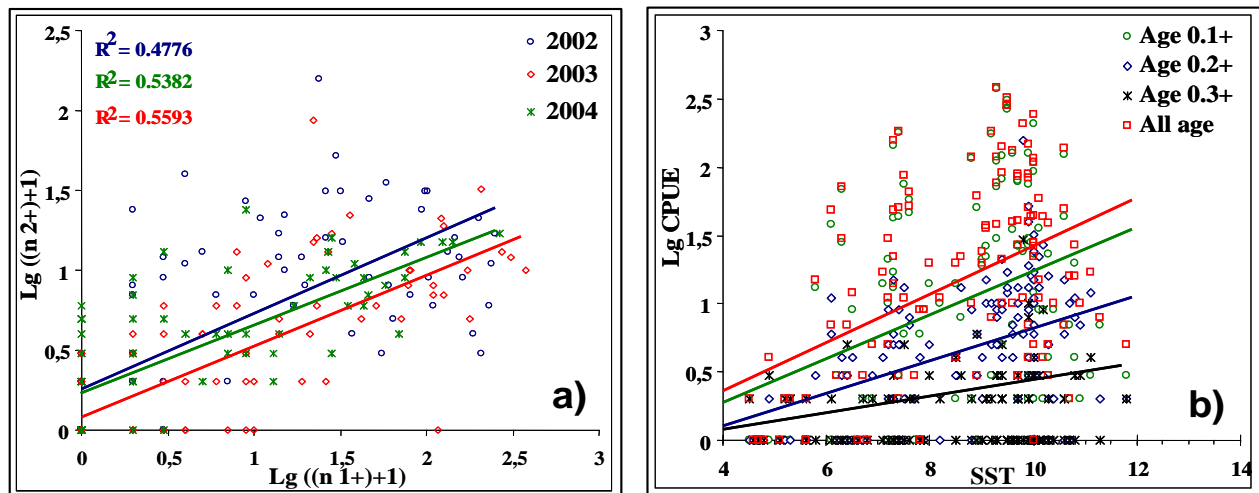 R² = 0.4776
R² = 0.5382
R² = 0.5593
2002
2003
2004
Lg ((n 2+)+1)
2,5
2
1,5
1
0,5
0
0
0,5
1
1,5
2
2,5
3
Lg ((n 1+)+1)
a)
Age 0.1+
Age 0.2+
Age 0.3+
All age
Lg CPUE
3
2,5
2
1,5
1
0,5
0
4
6
8
10
12
14
SST
b)